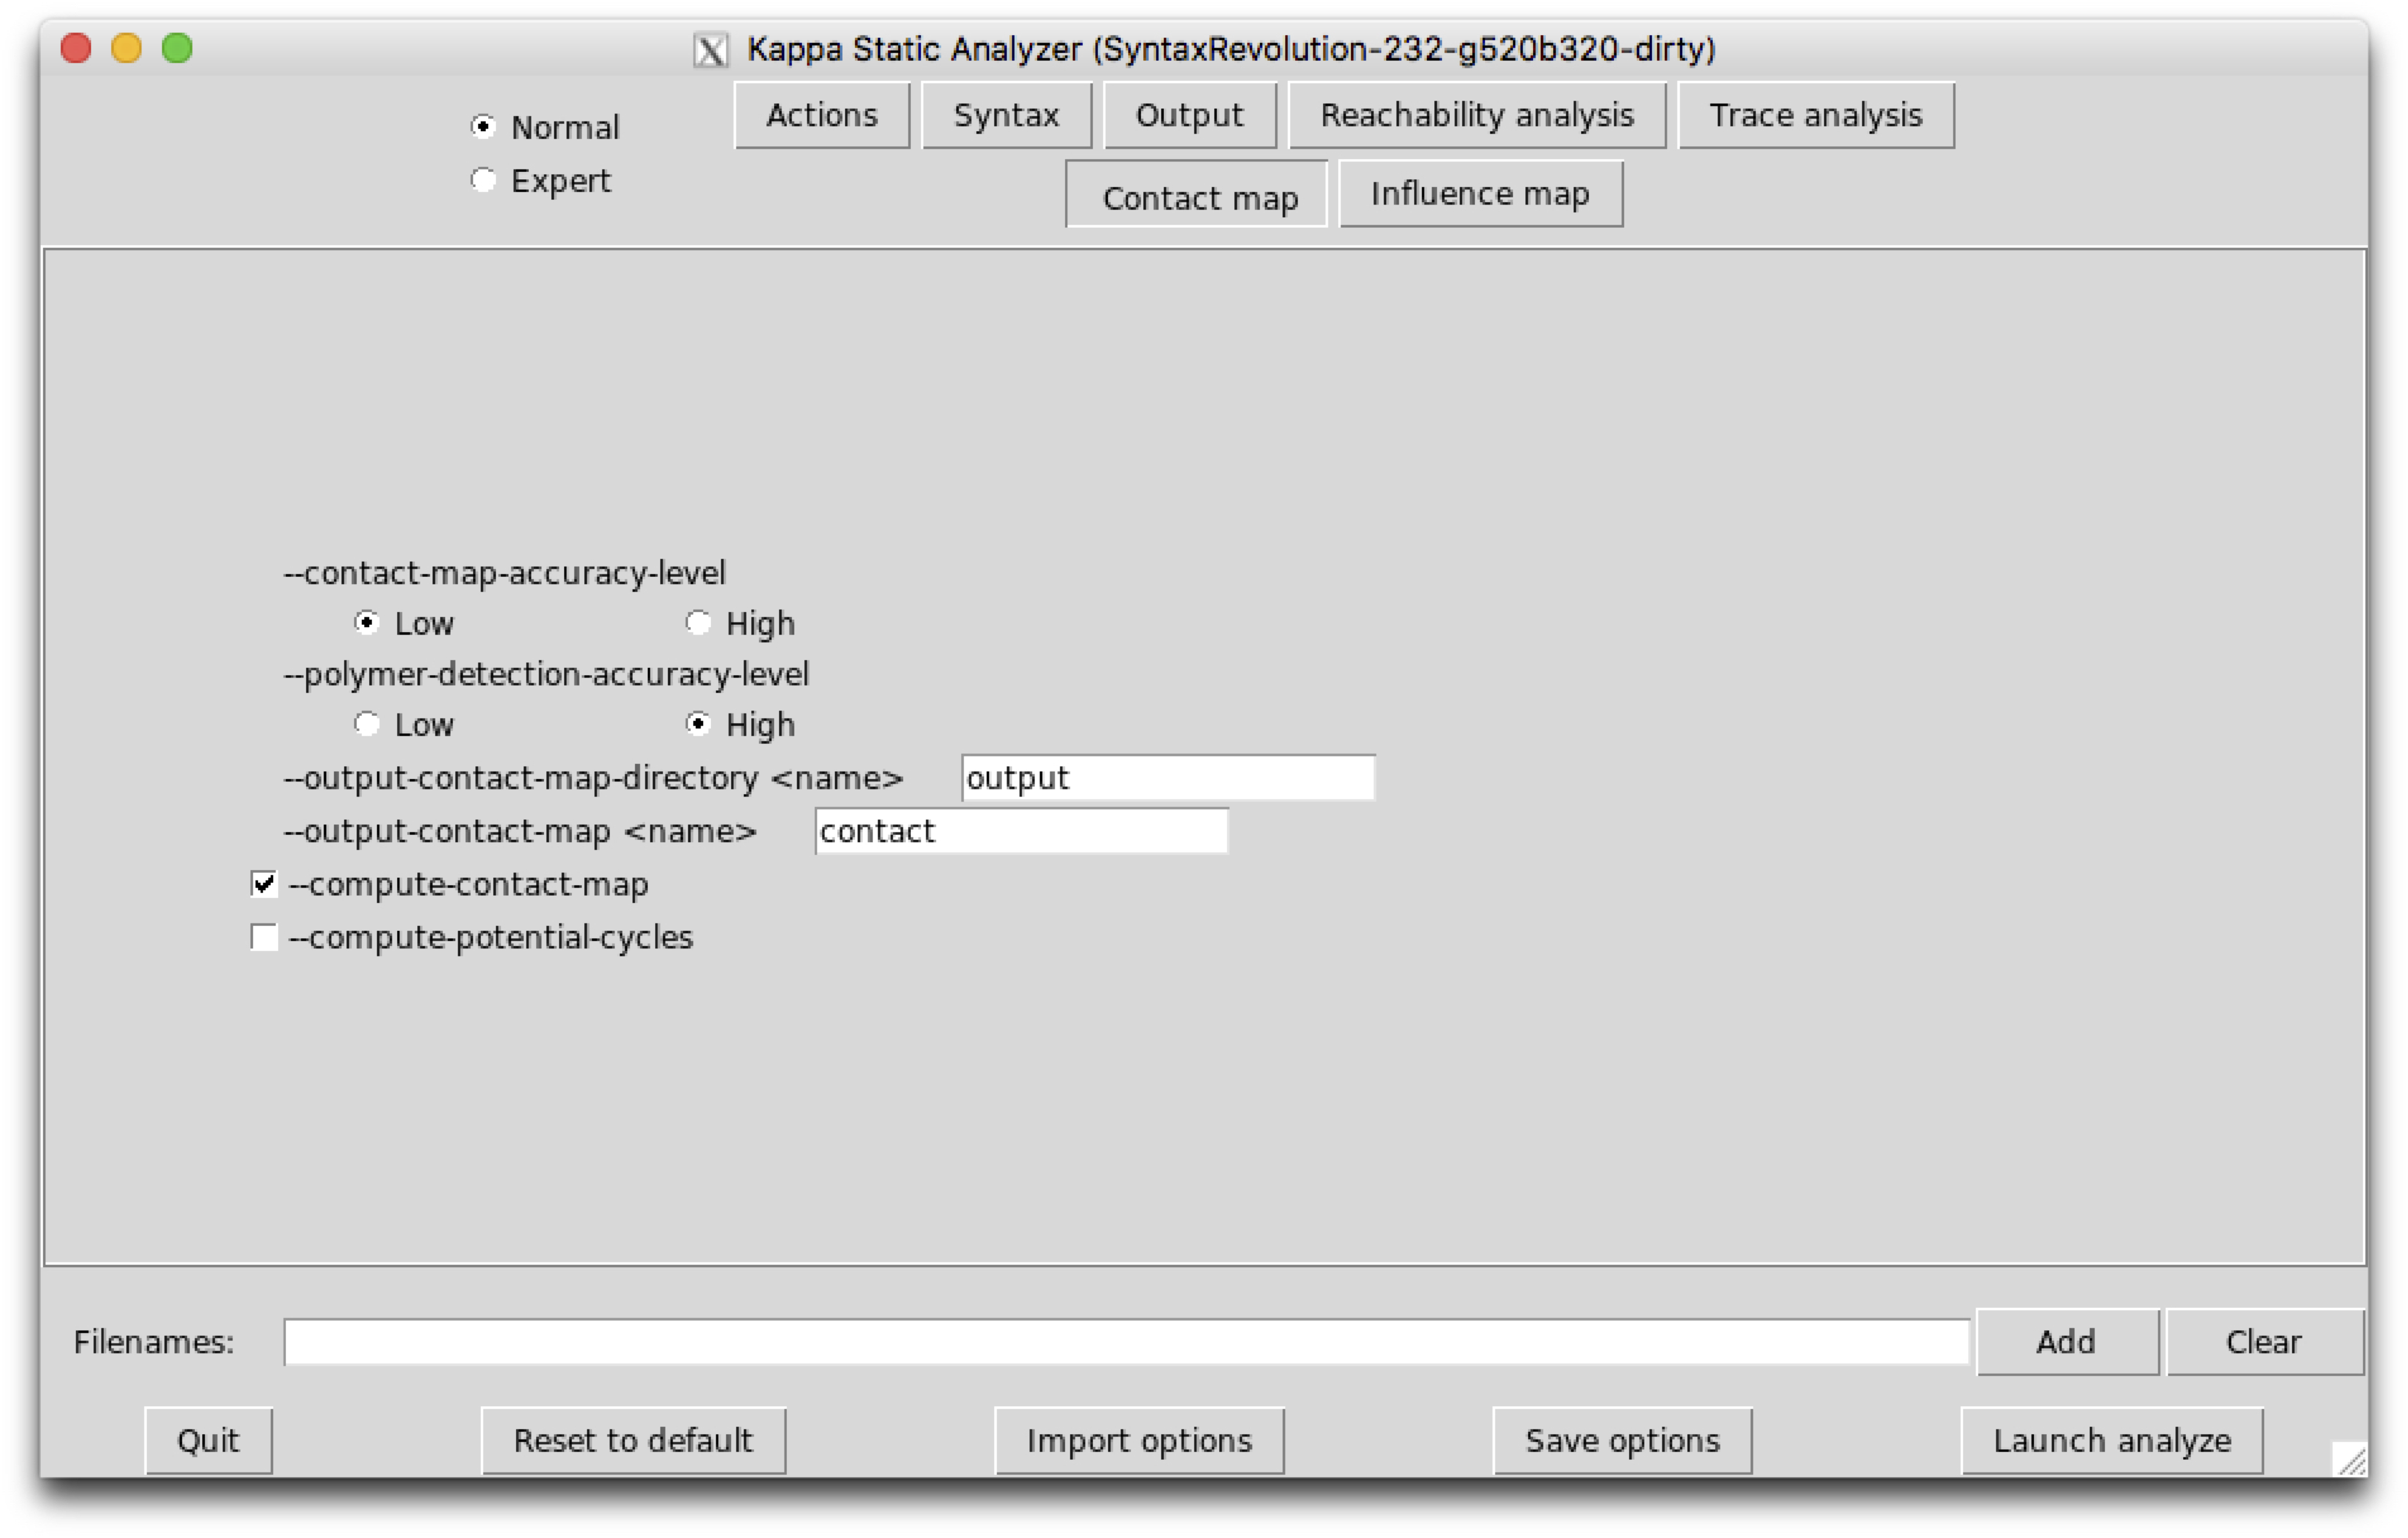 Kappa Static Analyzer (SyntaxRevolution-232-g520b320-dirty)
Normal
Expert
Actions Syntax Output Reachability analysis Trace analysis
Contact map Influence map
--contact-map-accuracy-level
Low High
--polymer-detection-accuracy-level
Low High
--output-contact-map-directory <name> output
--output-contact-map <name> contact
--compute-contact-map
--compute-potential-cycles
Filenames: Add Clear
Quit Reset to default Import options Save options Launch analyze